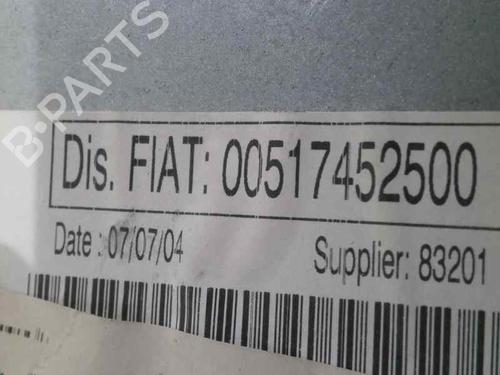 B-PARTS
Dis. FIAT: 00517452500
Date : 07/07/04 Supplier: 83201